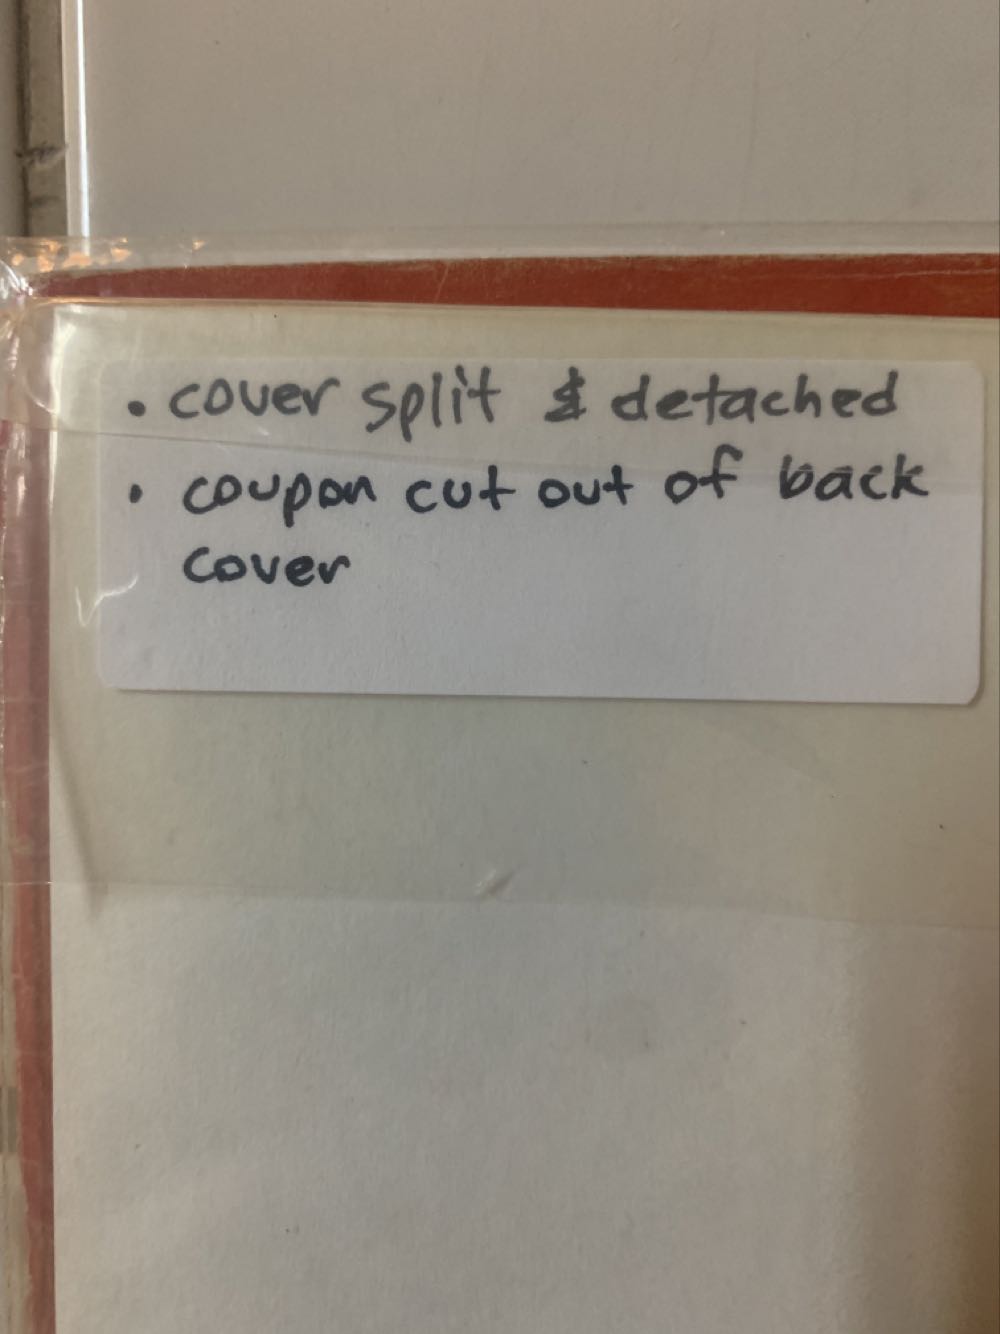 • cover split & detached
• coupon cut out of back
cover